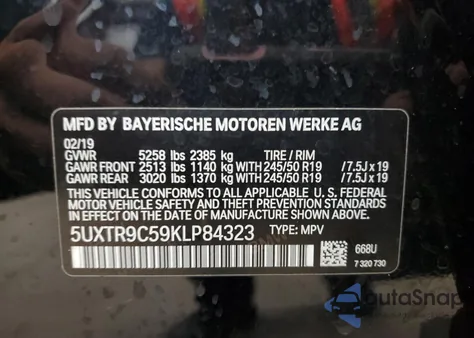 MFD BY BAYERISCHE MOTOREN WERKE AG
02/19
GVWR 5258 lbs 2385 kg TIRE / RIM
GAWR FRONT 2513 lbs 1140 kg WITH 245/50 R19 /7.5J x 19
GAWR REAR 3020 lbs 1370 kg WITH 245/50 R19 /7.5J x 19
THIS VEHICLE CONFORMS TO ALL APPLICABLE U. S. FEDERAL
MOTOR VEHICLE SAFETY AND THEFT PREVENTION STANDARDS
IN EFFECT ON THE DATE OF MANUFACTURE SHOWN ABOVE.
5UXTR9C59KLP84323 TYPE: MPV
668U
7 320 730
autaSnap